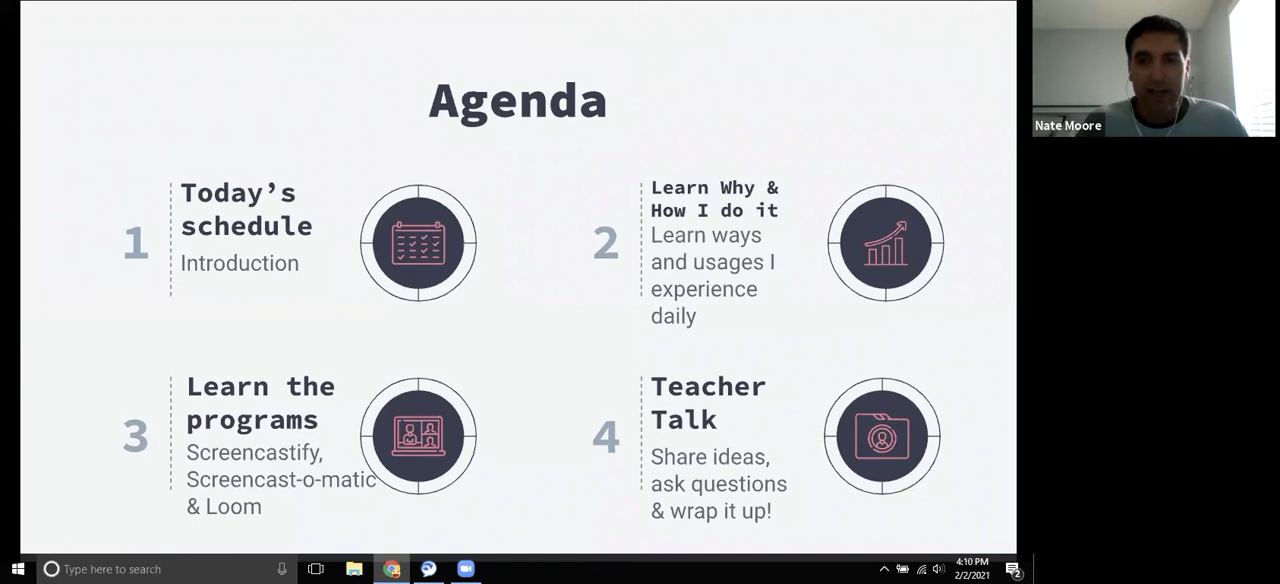 Agenda
1
Today's
schedule
Introduction
2
Learn Why &
How I do it
Learn ways
and usages I
experience
daily
3
Learn the
programs
Screencastify,
Screencast-o-matic
& Loom
4
Teacher
Talk
Share ideas,
ask questions
& wrap it up!
Nate Moore
Type here to search
4:10 PM
2/2/2021
2